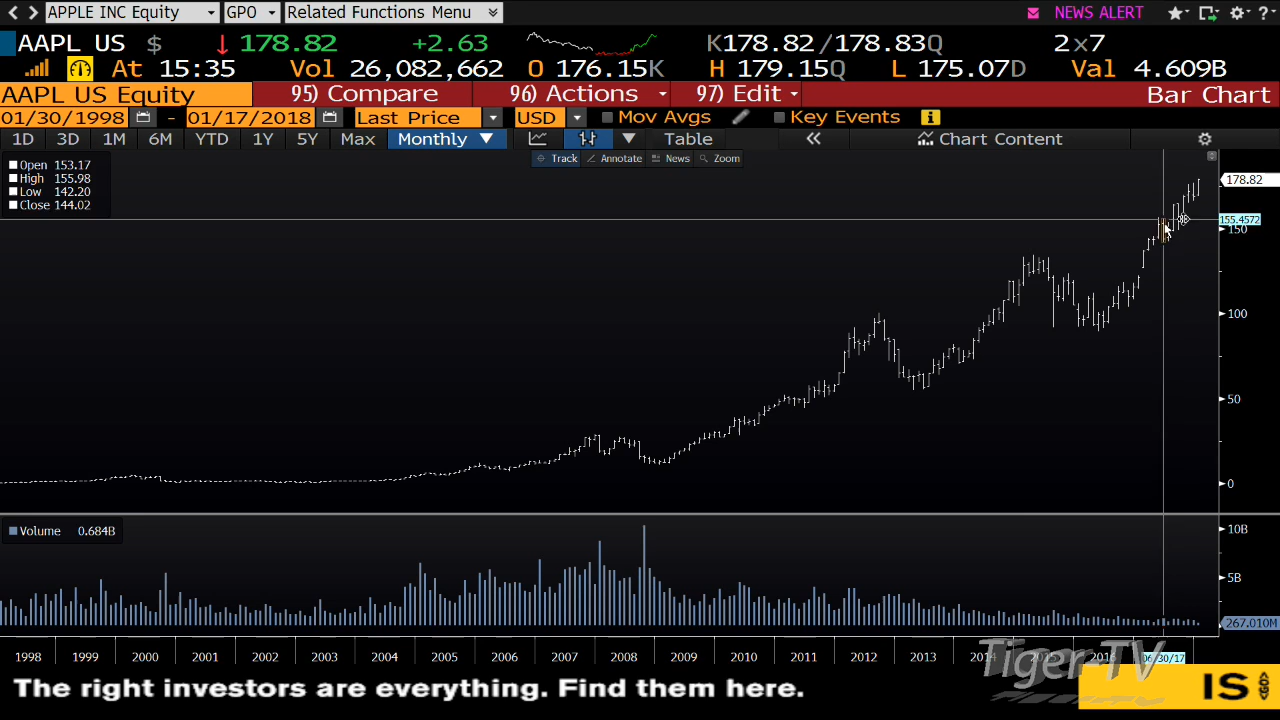 APPLE INC Equity GPO Related Functions Menu NEWS ALERT ?
AAPL US $ ↓178.82 +2.63 K178.82/178.83Q 2x7
At 15:35 Vol 26,082,662 O 176.15K H 179.15Q L 175.07D Val 4.609B
AAPL US Equity 95) Compare 96) Actions 97) Edit Bar Chart
01/30/1998 - 01/17/2018 Last Price USD Mov Avgs Key Events i
1D 3D 1M 6M YTD 1Y 5Y Max Monthly ▼ Table « Chart Content
Track Annotate News Zoom
Open 153.17
High 155.98
Low 142.20
Close 144.02
178.82
155.4572
150
100
50
0
Volume 0.684B
10B
5B
267.010M
1998 1999 2000 2001 2002 2003 2004 2005 2006 2007 2008 2009 2010 2011 2012 2013 2014 2015 2016 06/30/17
Tiger-TV
The right investors are everything. Find them here. IS